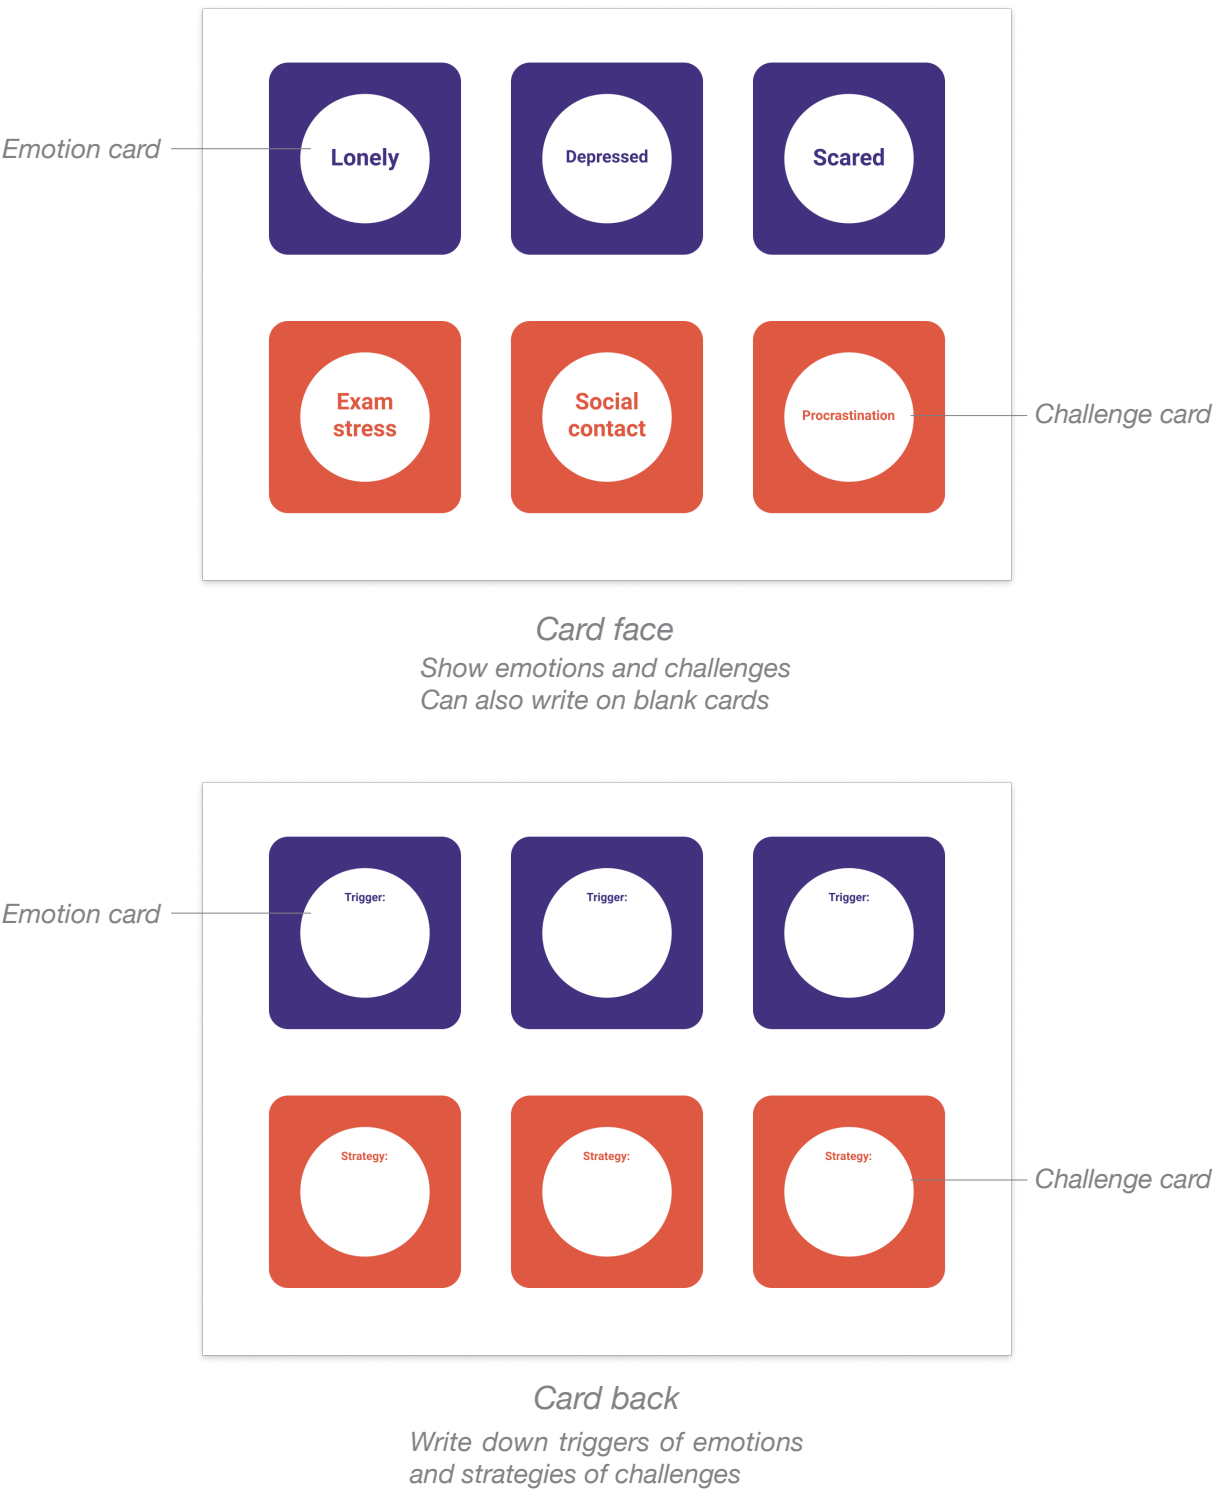 Emotion card
Lonely
Depressed
Scared
Exam
stress
Social
contact
Procrastination
Challenge card
Card face
Show emotions and challenges
Can also write on blank cards
Emotion card
Trigger:
Trigger:
Trigger:
Strategy:
Strategy:
Strategy:
Challenge card
Card back
Write down triggers of emotions
and strategies of challenges